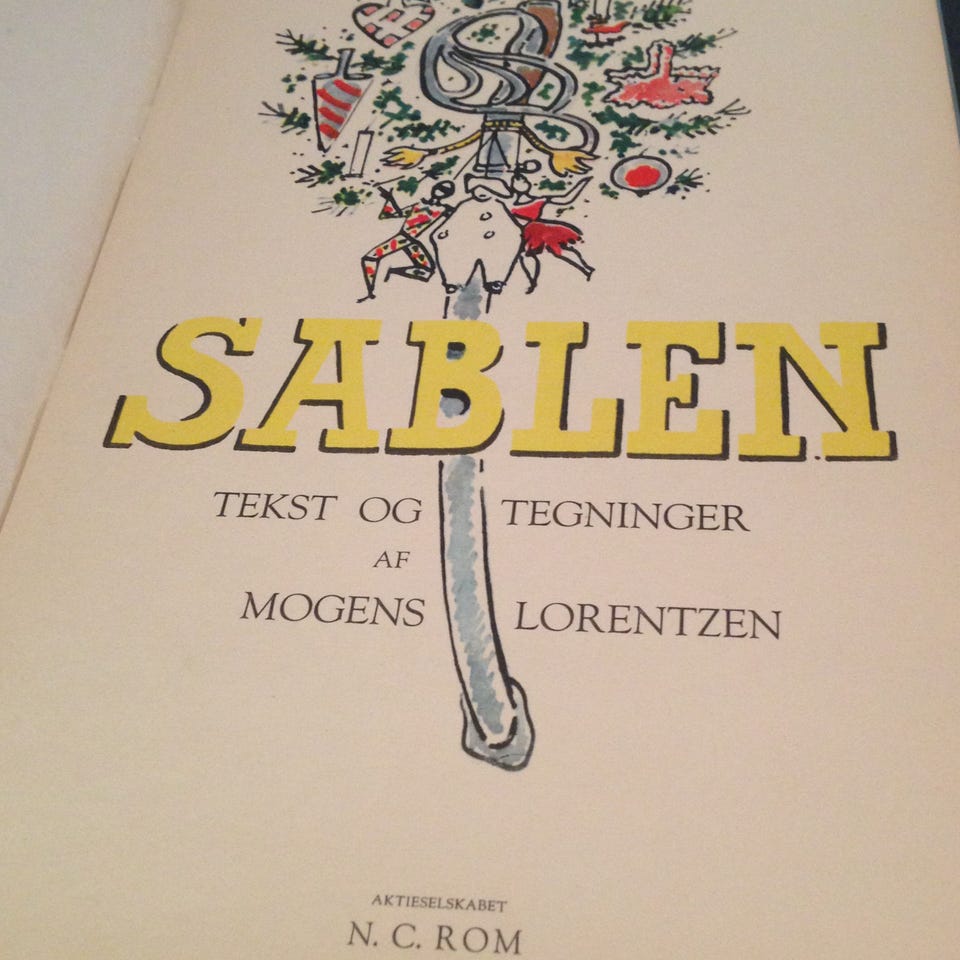 SABLEN
TEKST OG TEGNINGER
AF
MOGENS LORENTZEN
AKTIESELSKABET
N. C. ROM